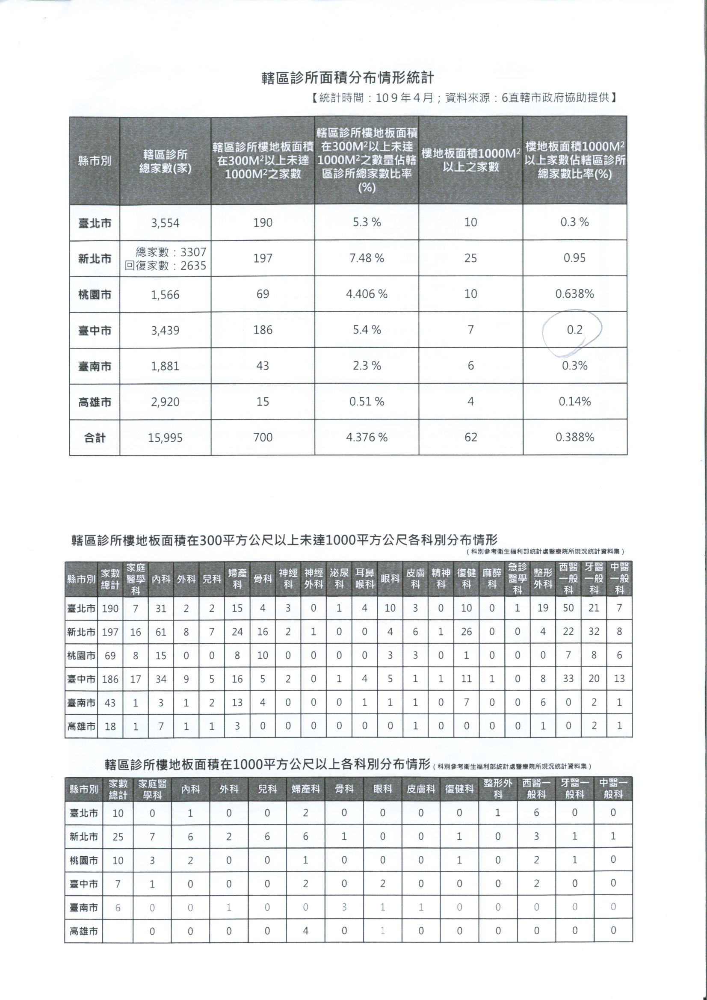 轄區診所面積分布情形統計
【統計時間：109年4月；資料來源：6直轄市政府協助提供】
縣市別 轄區診所總家數(家) 轄區診所樓地板面積在300M²以上未達1000M²之家數 轄區診所樓地板面積在300M²以上未達1000M²之數量佔轄區診所總家數比率(%) 樓地板面積1000M²以上之家數 樓地板面積1000M²以上家數佔轄區診所總家數比率(%)
臺北市 3,554 190 5.3 % 10 0.3 %
新北市 總家數：3307 回復家數：2635 197 7.48 % 25 0.95
桃園市 1,566 69 4.406 % 10 0.638%
臺中市 3,439 186 5.4 % 7 0.2
臺南市 1,881 43 2.3 % 6 0.3%
高雄市 2,920 15 0.51 % 4 0.14%
合計 15,995 700 4.376 % 62 0.388%
轄區診所樓地板面積在300平方公尺以上未達1000平方公尺各科別分布情形
（科別參考衛生福利部統計處醫療院所現況統計資料集）
縣市別 家數總計 家庭醫學科 內科 外科 兒科 婦產科 骨科 神經科 神經外科 泌尿科 耳鼻喉科 眼科 皮膚科 精神科 復健科 麻醉科 急診醫學科 整形外科 西醫一般科 牙醫一般科 中醫一般科
臺北市 190 7 31 2 2 15 4 3 0 1 4 10 3 0 10 0 1 19 50 21 7
新北市 197 16 61 8 7 24 16 2 1 0 0 4 6 1 26 0 0 4 22 32 8
桃園市 69 8 15 0 0 8 10 0 0 0 0 3 3 0 1 0 0 0 7 8 6
臺中市 186 17 34 9 5 16 5 2 0 1 4 5 1 1 11 1 0 8 33 20 13
臺南市 43 1 3 1 2 13 4 0 0 0 1 1 1 0 7 0 0 6 0 2 1
高雄市 18 1 7 1 1 3 0 0 0 0 0 0 1 0 0 0 0 1 0 2 1
轄區診所樓地板面積在1000平方公尺以上各科別分布情形（科別參考衛生福利部統計處醫療院所現況統計資料集）
縣市別 家數總計 家庭醫學科 內科 外科 兒科 婦產科 骨科 眼科 皮膚科 復健科 整形外科 西醫一般科 牙醫一般科 中醫一般科
臺北市 10 0 1 0 0 2 0 0 0 0 1 6 0 0
新北市 25 7 6 2 6 6 1 0 0 1 0 3 1 1
桃園市 10 3 2 0 0 1 0 0 0 1 0 2 1 0
臺中市 7 1 0 0 0 2 0 2 0 0 0 2 0 0
臺南市 6 0 0 1 0 0 3 1 1 0 0 0 0 0
高雄市 0 0 0 0 4 0 1 0 0 0 0 0 0